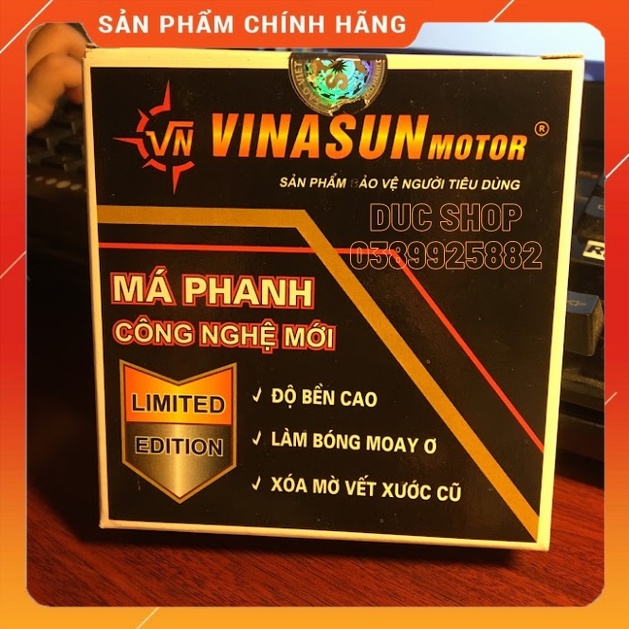 SẢN PHẨM CHÍNH HÃNG
VN VINASUN MOTOR ®
SẢN PHẨM BẢO VỆ NGƯỜI TIÊU DÙNG
DUC SHOP
0389925882
MÁ PHANH
CÔNG NGHỆ MỚI
LIMITED
EDITION
✓ ĐỘ BỀN CAO
✓ LÀM BÓNG MOAY Ơ
✓ XÓA MỜ VẾT XƯỚC CŨ